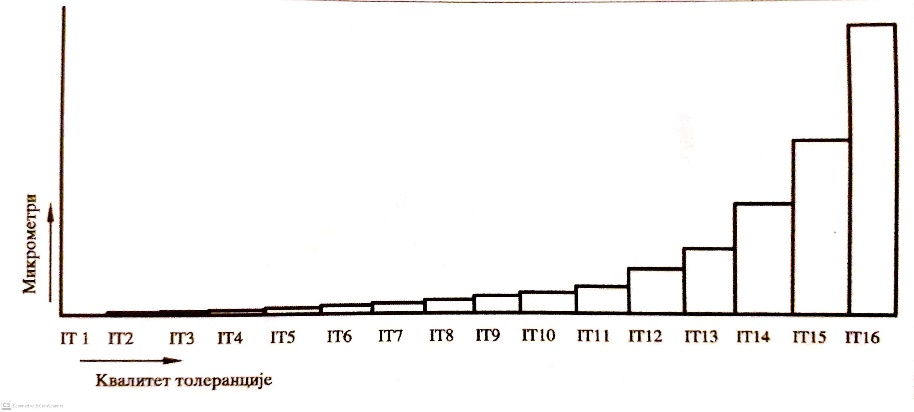 Микрометри
IT 1 IT2 IT3 IT4 IT5 IT6 IT7 IT8 IT9 IT10 IT11 IT12 IT13 IT14 IT15 IT16
Квалитет толеранције
CS